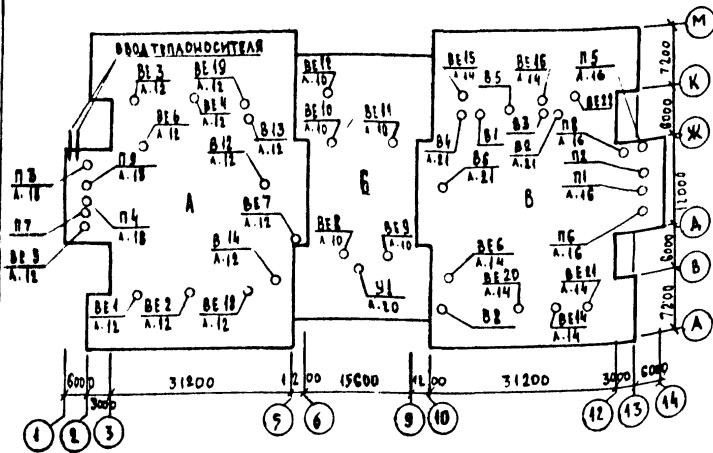 ВВОД ТЕПЛОНОСИТЕЛЯ
ВЕ3
Л.12
ВЕ19
Л.12
ВЕ4
Л.12
ВЕ6
Л.12
В13
Л.12
В12
Л.12
П9
Л.18
П7
П4
Л.18
Л.12
ВЕ7
Л.12
В14
Л.12
ВЕ1
Л.12
ВЕ2
Л.12
ВЕ18
Л.12
А
ВЕ12
Л.10
ВЕ10
Л.10
ВЕ11
Л.10
Б
ВЕ8
Л.10
ВЕ9
Л.10
У1
Л.20
ВЕ15
Л.14
В5
ВЕ16
Л.14
П5
Л.16
ВЕ22
В4
Л.21
В1
В3
В2
Л.21
П8
Л.16
П2
П1
Л.16
В6
Л.21
В
П6
Л.16
ВЕ6
Л.14
ВЕ20
Л.14
ВЕ21
Л.14
ВЕ14
Л.14
В8
М
К
Ж
Д
В
А
7200
6000
12000
6000
7200
6000
3000
31200
1200
15600
1200
31200
3000
6000
1
2
3
5
6
9
10
12
13
14